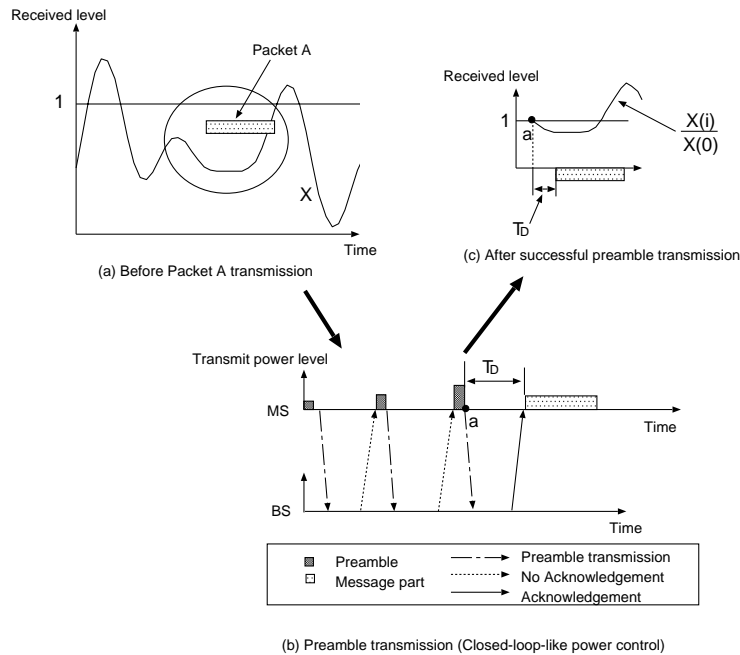 Received level
Packet A
1
X
Time
(a) Before Packet A transmission
Received level
1
a
X(i)
X(0)
TD
(c) After successful preamble transmission
Transmit power level
TD
MS
a
Time
BS
Time
Preamble
Message part
Preamble transmission
No Acknowledgement
Acknowledgement
(b) Preamble transmission (Closed-loop-like power control)